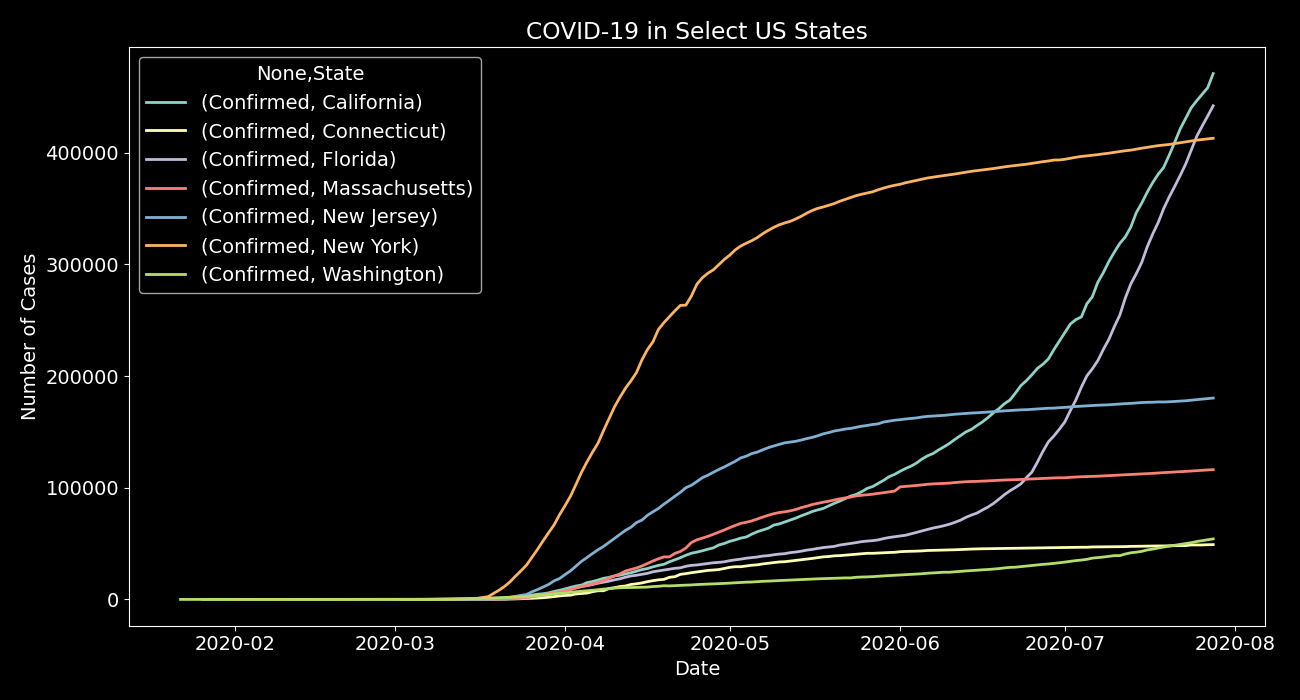 COVID-19 in Select US States
None,State
(Confirmed, California)
(Confirmed, Connecticut)
(Confirmed, Florida)
(Confirmed, Massachusetts)
(Confirmed, New Jersey)
(Confirmed, New York)
(Confirmed, Washington)
Number of Cases
400000
300000
200000
100000
0
2020-02 2020-03 2020-04 2020-05 2020-06 2020-07 2020-08
Date